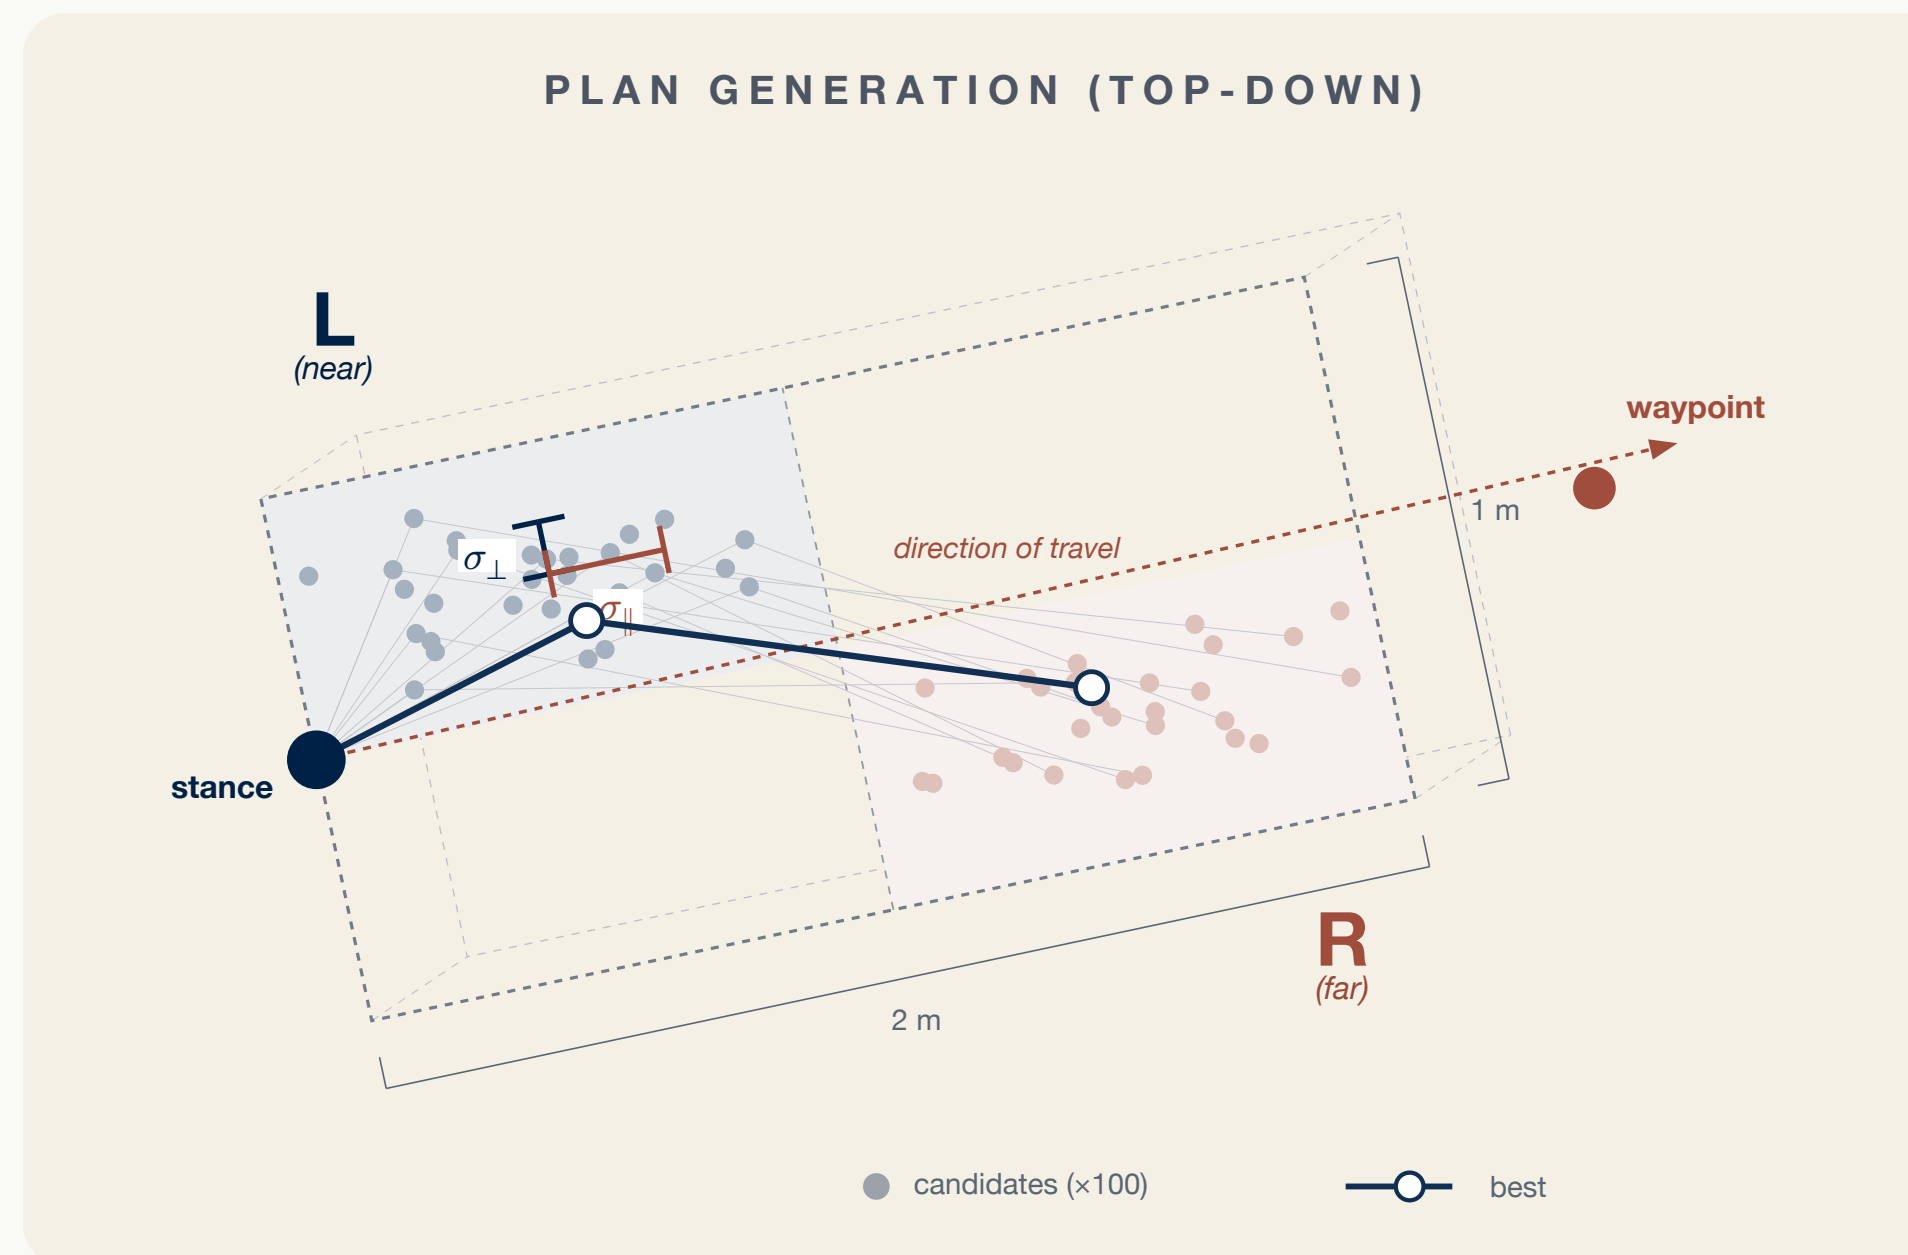 PLAN GENERATION (TOP-DOWN)
L
(near)
waypoint
1 m
direction of travel
σ⊥
σ∥
stance
R
(far)
2 m
candidates (×100)
best